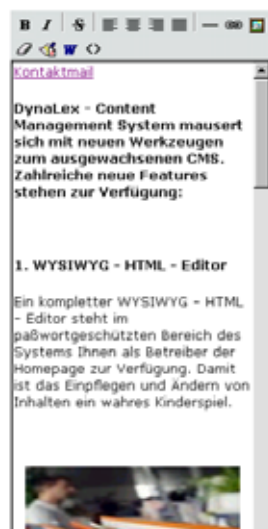 B I S
W <>
Kontaktmail
DynaLex - Content
Management System mausert
sich mit neuen Werkzeugen
zum ausgewachsenen CMS.
Zahlreiche neue Features
stehen zur Verfügung:
1. WYSIWYG - HTML - Editor
Ein kompletter WYSIWYG - HTML
- Editor steht im
paßwortgeschützten Bereich des
Systems Ihnen als Betreiber der
Homepage zur Verfügung. Damit
ist das Einpflegen und Ändern von
Inhalten ein wahres Kinderspiel.